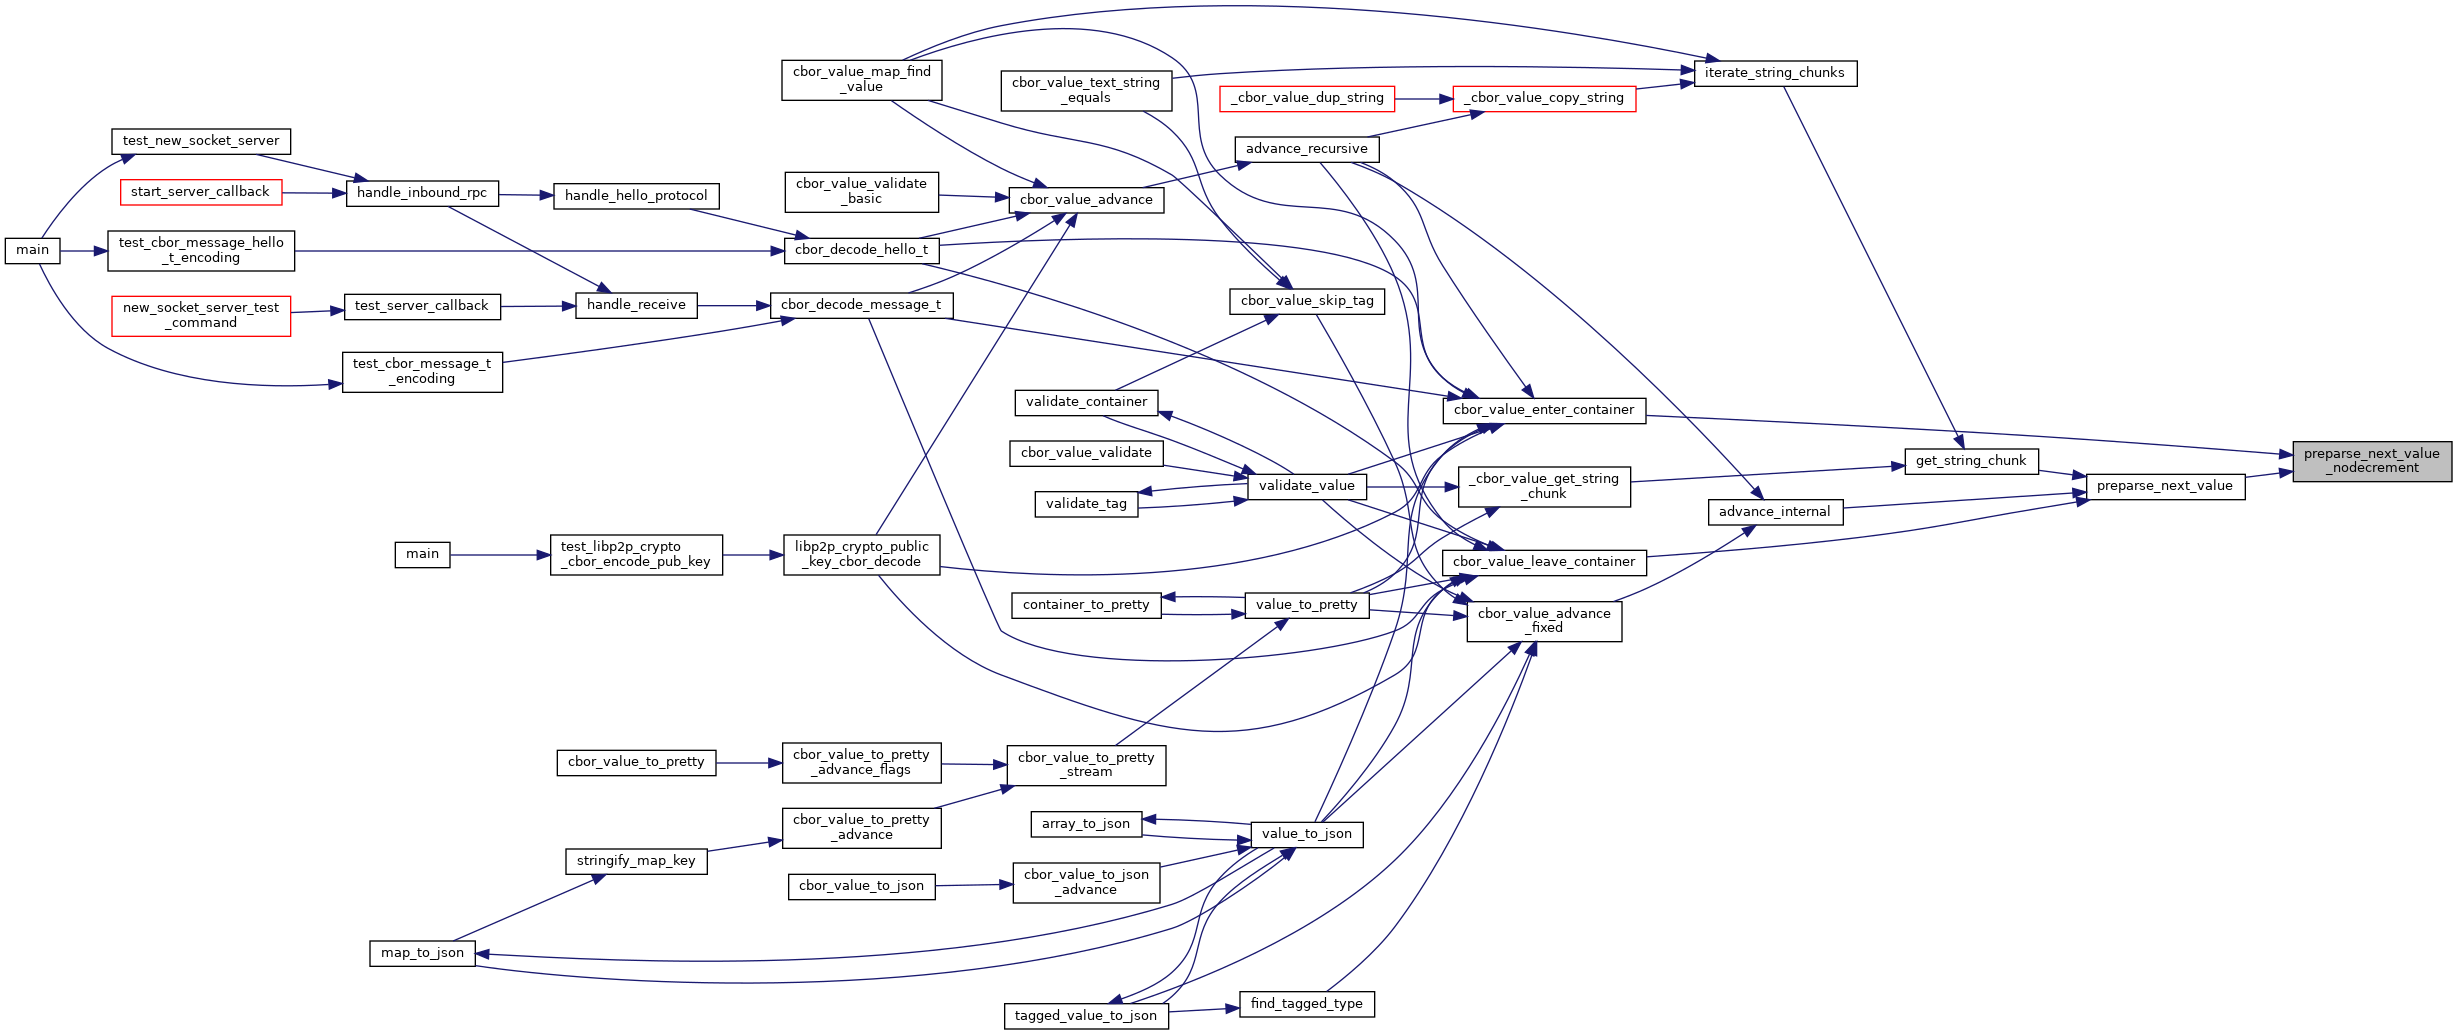 cbor_value_map_find
_value
cbor_value_text_string
_equals
iterate_string_chunks
_cbor_value_dup_string
_cbor_value_copy_string
test_new_socket_server
advance_recursive
start_server_callback
handle_inbound_rpc
handle_hello_protocol
cbor_value_validate
_basic
cbor_value_advance
main
test_cbor_message_hello
_t_encoding
cbor_decode_hello_t
new_socket_server_test
_command
test_server_callback
handle_receive
cbor_decode_message_t
cbor_value_skip_tag
test_cbor_message_t
_encoding
validate_container
cbor_value_enter_container
cbor_value_validate
validate_value
validate_tag
_cbor_value_get_string
_chunk
get_string_chunk
preparse_next_value
_nodecrement
preparse_next_value
advance_internal
main
test_libp2p_crypto
_cbor_encode_pub_key
libp2p_crypto_public
_key_cbor_decode
cbor_value_leave_container
container_to_pretty
value_to_pretty
cbor_value_advance
_fixed
cbor_value_to_pretty
cbor_value_to_pretty
_advance_flags
cbor_value_to_pretty
_stream
cbor_value_to_pretty
_advance
array_to_json
value_to_json
stringify_map_key
cbor_value_to_json
cbor_value_to_json
_advance
map_to_json
tagged_value_to_json
find_tagged_type